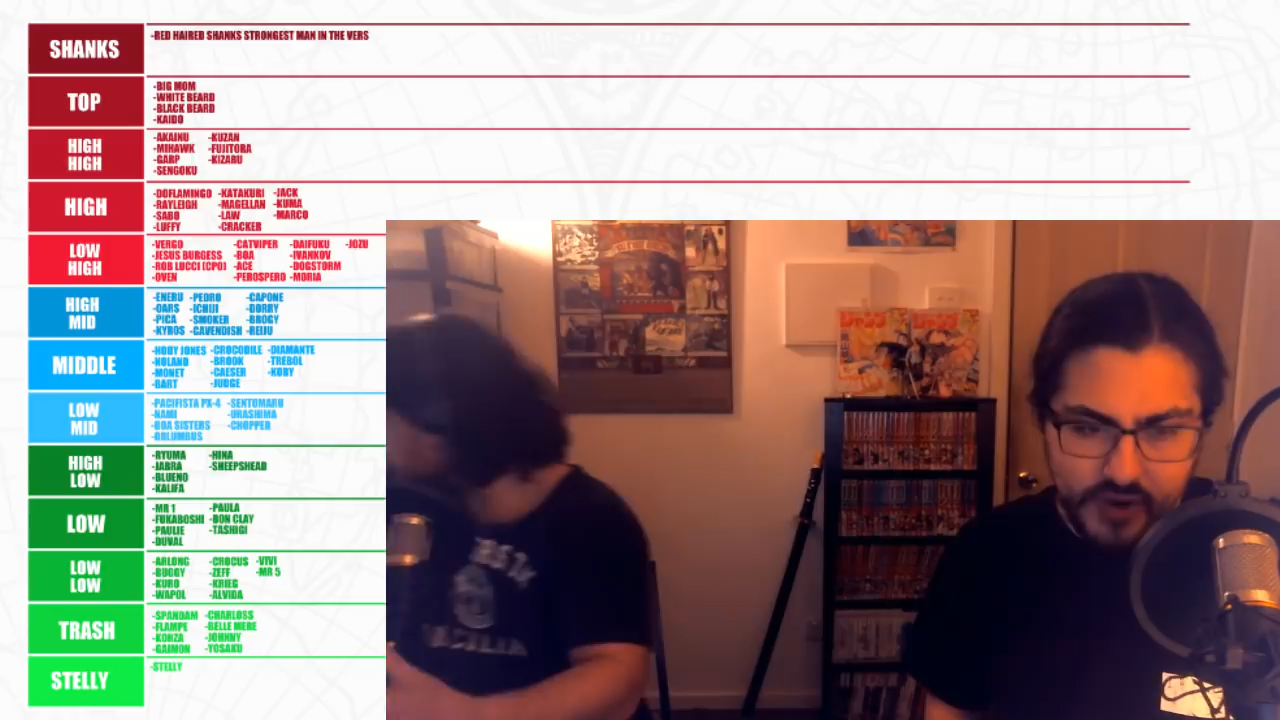 SHANKS
-RED HAIRED SHANKS STRONGEST MAN IN THE VERS
TOP
-BIG MOM
-WHITE BEARD
-BLACK BEARD
-KAIDO
HIGH HIGH
-AKAINU -KUZAN
-MIHAWK -FUJITORA
-GARP -KIZARU
-SENGOKU
HIGH
-DOFLAMINGO -KATAKURI -JACK
-RAYLEIGH -MAGELLAN -KUMA
-SABO -LAW -MARCO
-LUFFY -CRACKER
LOW HIGH
-VERGO -CATVIPER -DAIFUKU -JOZU
-JESUS BURGESS -BOA -IVANKOV
-ROB LUCCI (CPO) -ACE -DOGSTORM
-OVEN -PEROSPERO -MORIA
HIGH MID
-ENERU -PEDRO -CAPONE
-OARS -ICHIJI -DORRY
-PICA -SMOKER -BROGY
-KYROS -CAVENDISH -REIJU
MIDDLE
-HODY JONES -CROCODILE -DIAMANTE
-NOLAND -BROOK -TREBOL
-MONET -CAESER -KOBY
-BART -JUDGE
LOW MID
-PACIFISTA PX-4 -SENTOMARU
-NAMI -URASHIMA
-BOA SISTERS -CHOPPER
-ORLUMBUS
HIGH LOW
-RYUMA -HINA
-JABRA -SHEEPSHEAD
-BLUENO
-KALIFA
LOW
-MR 1 -PAULA
-FUKABOSHI -BON CLAY
-PAULIE -TASHIGI
-DUVAL
LOW LOW
-ARLONG -CROCUS -VIVI
-BUGGY -ZEFF -MR 5
-KURO -KRIEG
-WAPOL -ALVIDA
TRASH
-SPANDAM -CHARLOSS
-FLAMPE -BELLE MERE
-KOHZA -JOHNNY
-GAIMON -YOSAKU
STELLY
-STELLY